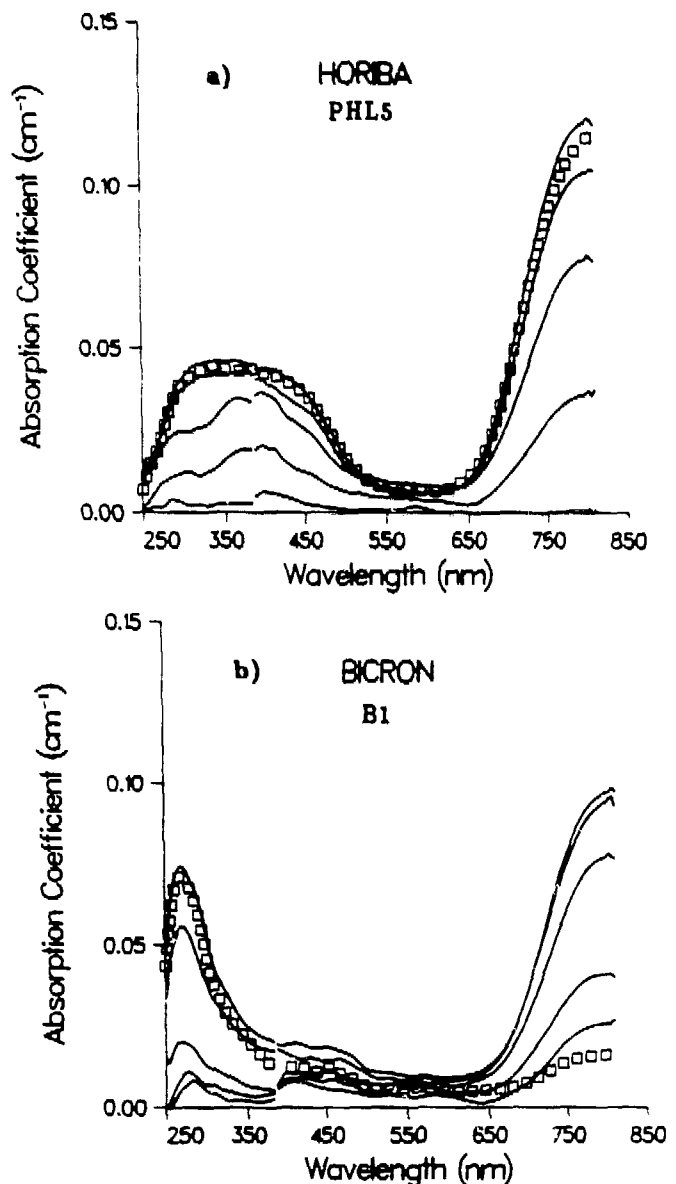 0.15
a) HORIBA
PHL5
0.10
0.05
0.00
Absorption Coefficient (cm⁻¹)
250 350 450 550 650 750 850
Wavelength (nm)
0.15
b) BICRON
B1
0.10
0.05
0.00
Absorption Coefficient (cm⁻¹)
250 350 450 550 650 750 850
Wavelength (nm)